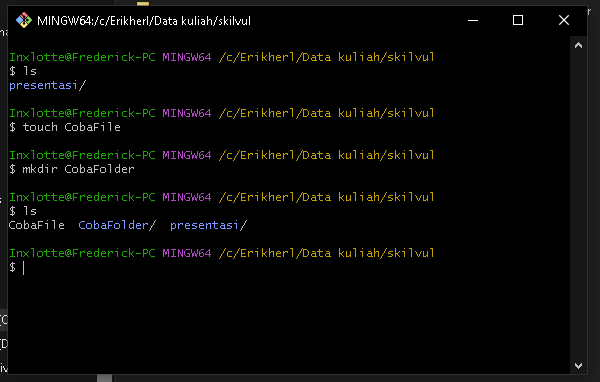 MINGW64:/c/Erikherl/Data kuliah/skilvul
Inxlotte@Frederick-PC MINGW64 /c/Erikherl/Data kuliah/skilvul
$ ls
presentasi/
Inxlotte@Frederick-PC MINGW64 /c/Erikherl/Data kuliah/skilvul
$ touch CobaFile
Inxlotte@Frederick-PC MINGW64 /c/Erikherl/Data kuliah/skilvul
$ mkdir CobaFolder
Inxlotte@Frederick-PC MINGW64 /c/Erikherl/Data kuliah/skilvul
$ ls
CobaFile  CobaFolder/  presentasi/
Inxlotte@Frederick-PC MINGW64 /c/Erikherl/Data kuliah/skilvul
$